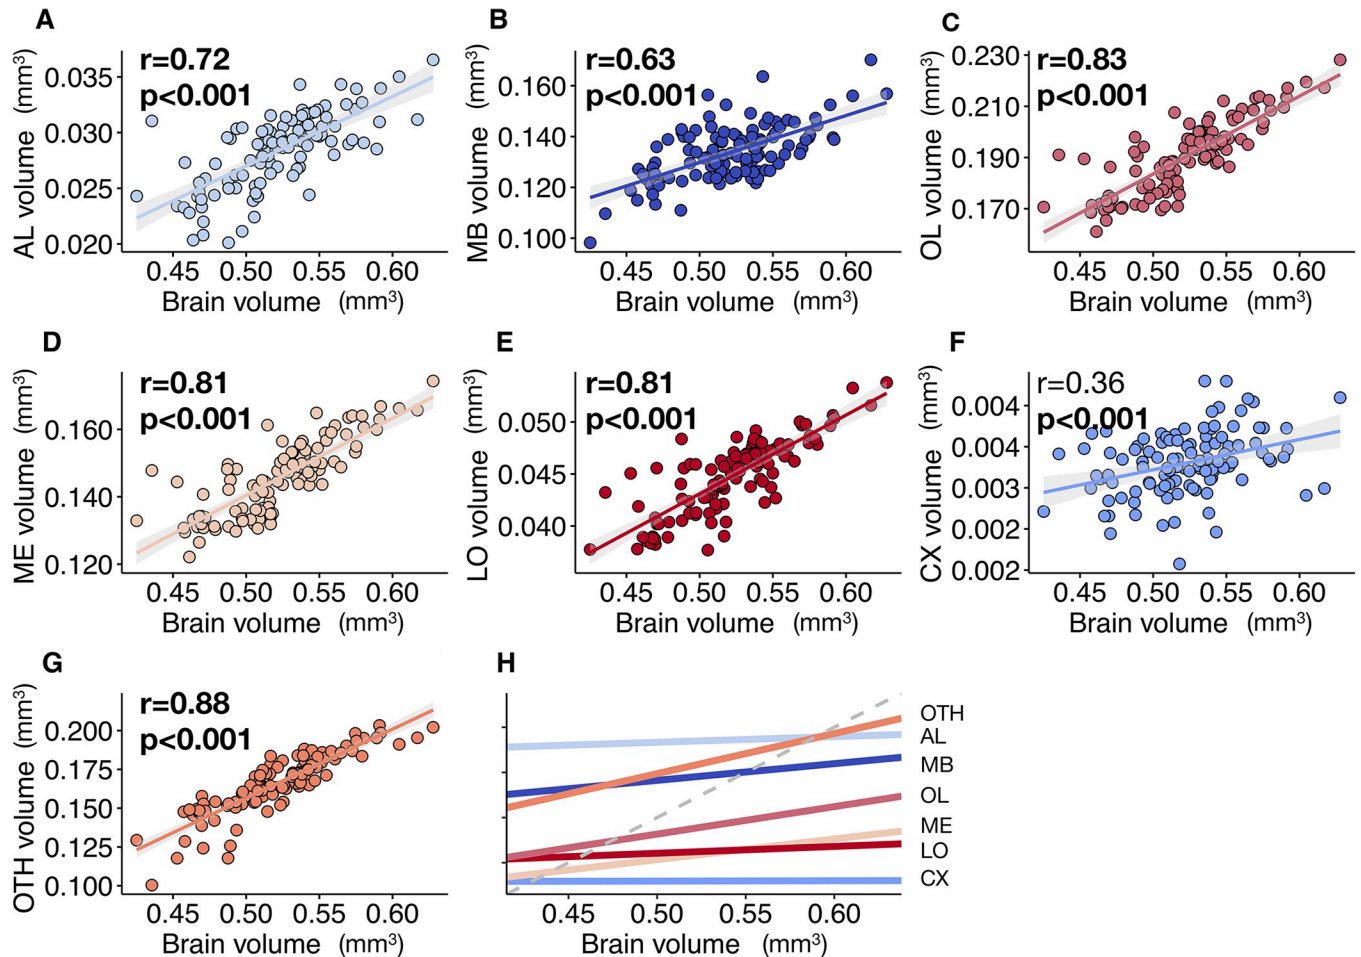 A
r=0.72
p<0.001
AL volume (mm³)
0.035
0.030
0.025
0.020
0.45 0.50 0.55 0.60
Brain volume (mm³)
B
r=0.63
p<0.001
MB volume (mm³)
0.160
0.140
0.120
0.100
0.45 0.50 0.55 0.60
Brain volume (mm³)
C
r=0.83
p<0.001
OL volume (mm³)
0.230
0.210
0.190
0.170
0.45 0.50 0.55 0.60
Brain volume (mm³)
D
r=0.81
p<0.001
ME volume (mm³)
0.160
0.140
0.120
0.45 0.50 0.55 0.60
Brain volume (mm³)
E
r=0.81
p<0.001
LO volume (mm³)
0.050
0.045
0.040
0.45 0.50 0.55 0.60
Brain volume (mm³)
F
r=0.36
p<0.001
CX volume (mm³)
0.004
0.004
0.003
0.002
0.002
0.45 0.50 0.55 0.60
Brain volume (mm³)
G
r=0.88
p<0.001
OTH volume (mm³)
0.200
0.175
0.150
0.125
0.100
0.45 0.50 0.55 0.60
Brain volume (mm³)
H
OTH
AL
MB
OL
ME
LO
CX
0.45 0.50 0.55 0.60
Brain volume (mm³)